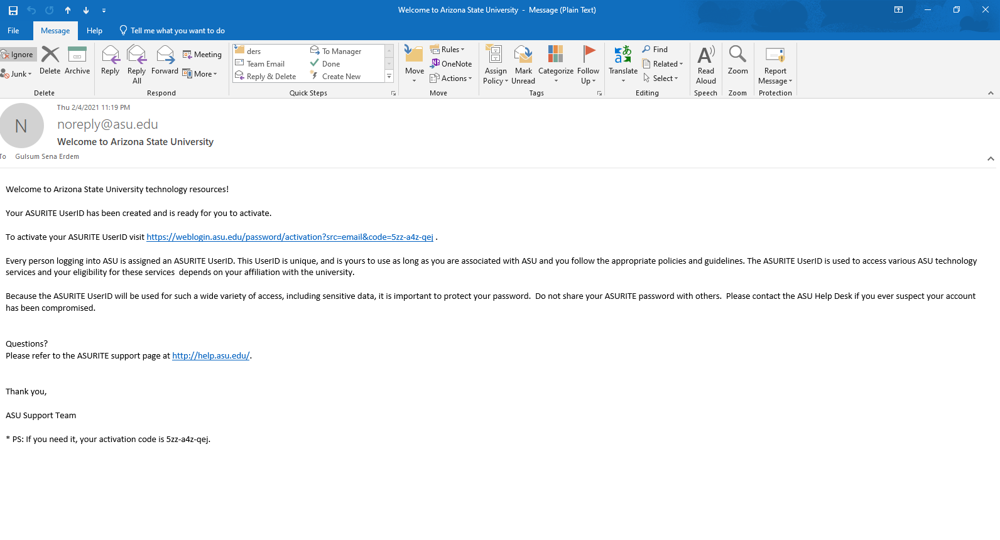 Welcome to Arizona State University - Message (Plain Text)
File Message Help Tell me what you want to do
Ignore
Junk
Delete
Archive
Delete
Reply
Reply All
Forward
Meeting
More
Respond
ders
Team Email
Reply & Delete
To Manager
Done
Create New
Quick Steps
Move
Rules
OneNote
Actions
Move
Assign Policy
Mark Unread
Categorize
Follow Up
Tags
Translate
Find
Related
Select
Editing
Read Aloud
Speech
Zoom
Zoom
Report Message
Protection
Thu 2/4/2021 11:19 PM
N
noreply@asu.edu
Welcome to Arizona State University
To Gulsum Sena Erdem
Welcome to Arizona State University technology resources!
Your ASURITE UserID has been created and is ready for you to activate.
To activate your ASURITE UserID visit https://weblogin.asu.edu/password/activation?src=email&code=5zz-a4z-qej .
Every person logging into ASU is assigned an ASURITE UserID. This UserID is unique, and is yours to use as long as you are associated with ASU and you follow the appropriate policies and guidelines. The ASURITE UserID is used to access various ASU technology
services and your eligibility for these services  depends on your affiliation with the university.
Because the ASURITE UserID will be used for such a wide variety of access, including sensitive data, it is important to protect your password.  Do not share your ASURITE password with others.  Please contact the ASU Help Desk if you ever suspect your account
has been compromised.
Questions?
Please refer to the ASURITE support page at http://help.asu.edu/.
Thank you,
ASU Support Team
* PS: If you need it, your activation code is 5zz-a4z-qej.